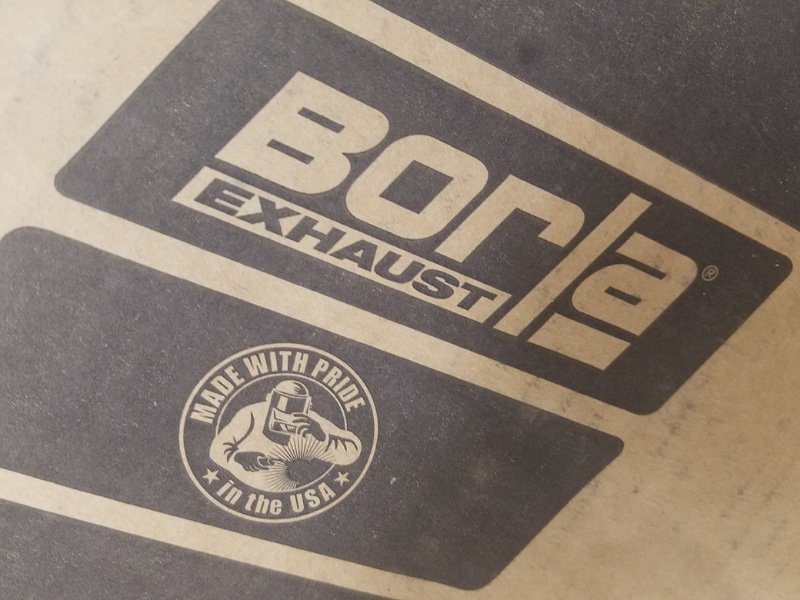 Borla®
EXHAUST
MADE WITH PRIDE
in the USA